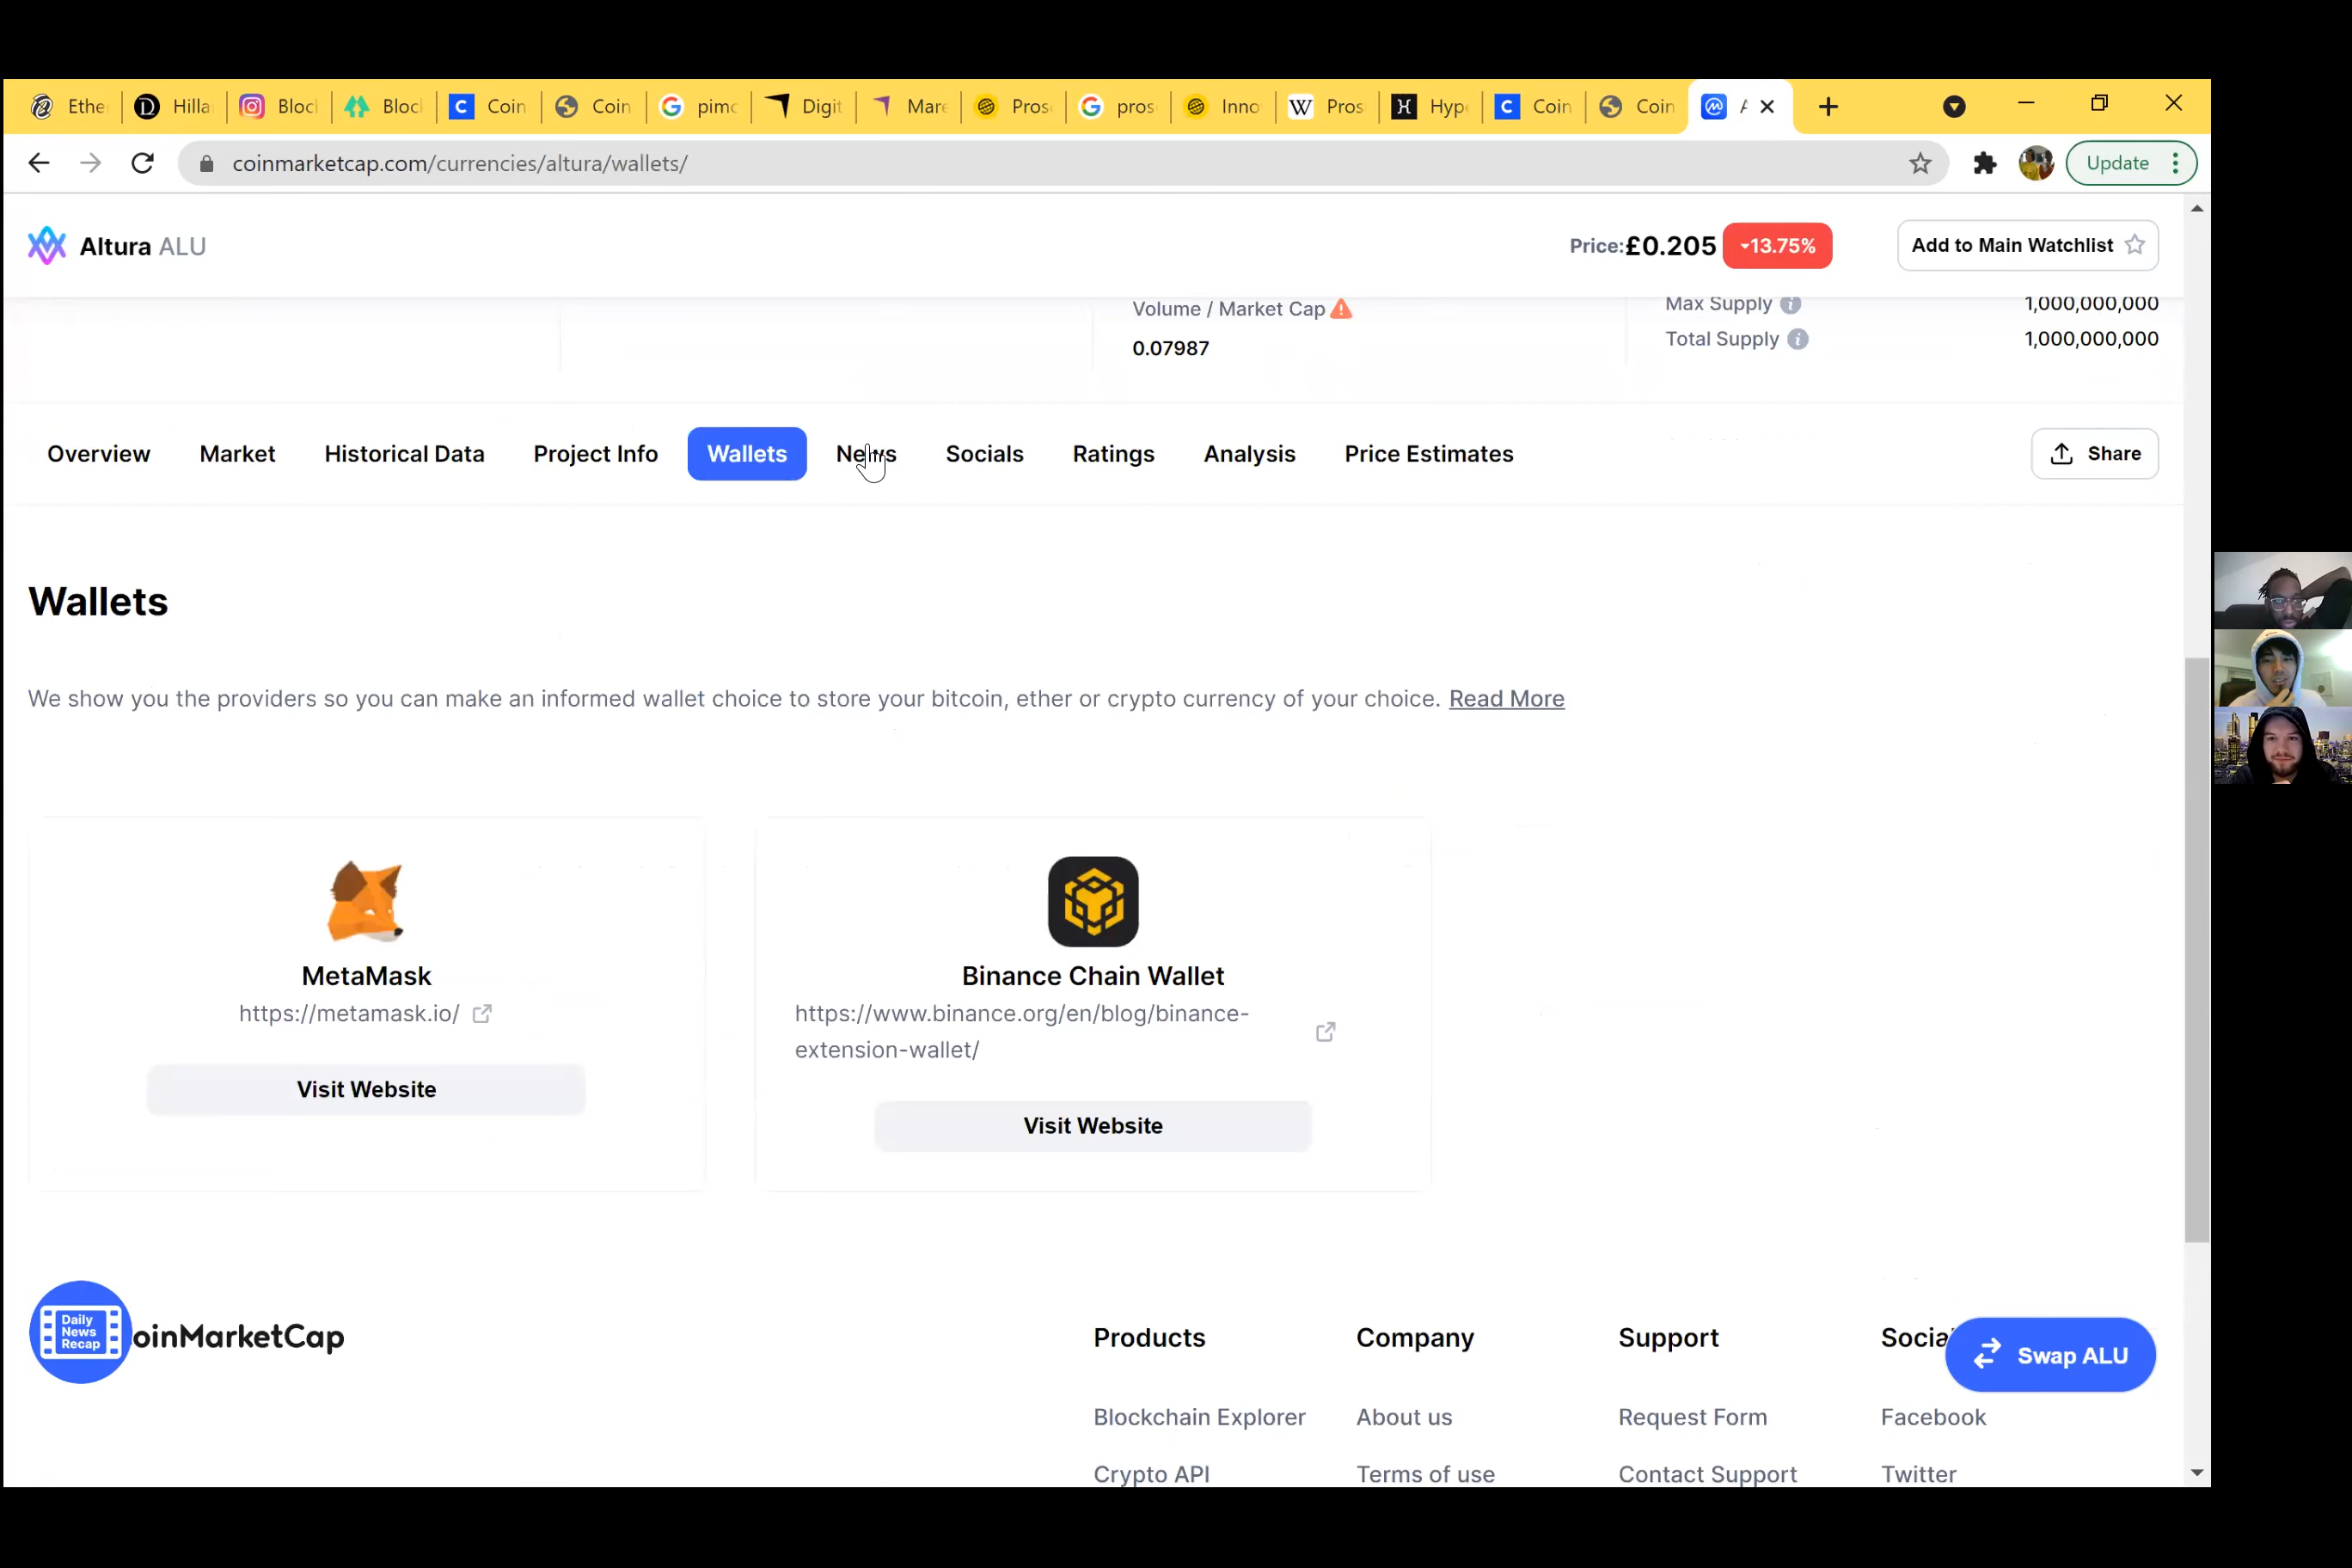 Ethe
Hilla
Bloc
Bloc
Coin
Coin
pimc
Digit
Mare
Pros
pros
Inno
Pros
Hyp
Coin
Coin
coinmarketcap.com/currencies/altura/wallets/
Update
Altura ALU
Price:£0.205
-13.75%
Add to Main Watchlist
Volume / Market Cap
0.07987
Max Supply
1,000,000,000
Total Supply
1,000,000,000
Overview
Market
Historical Data
Project Info
Wallets
News
Socials
Ratings
Analysis
Price Estimates
Share
Wallets
We show you the providers so you can make an informed wallet choice to store your bitcoin, ether or crypto currency of your choice. Read More
MetaMask
https://metamask.io/
Visit Website
Binance Chain Wallet
https://www.binance.org/en/blog/binance-
extension-wallet/
Visit Website
Daily
News
Recap
oinMarketCap
Products
Company
Support
Socia
Swap ALU
Blockchain Explorer
About us
Request Form
Facebook
Crypto API
Terms of use
Contact Support
Twitter